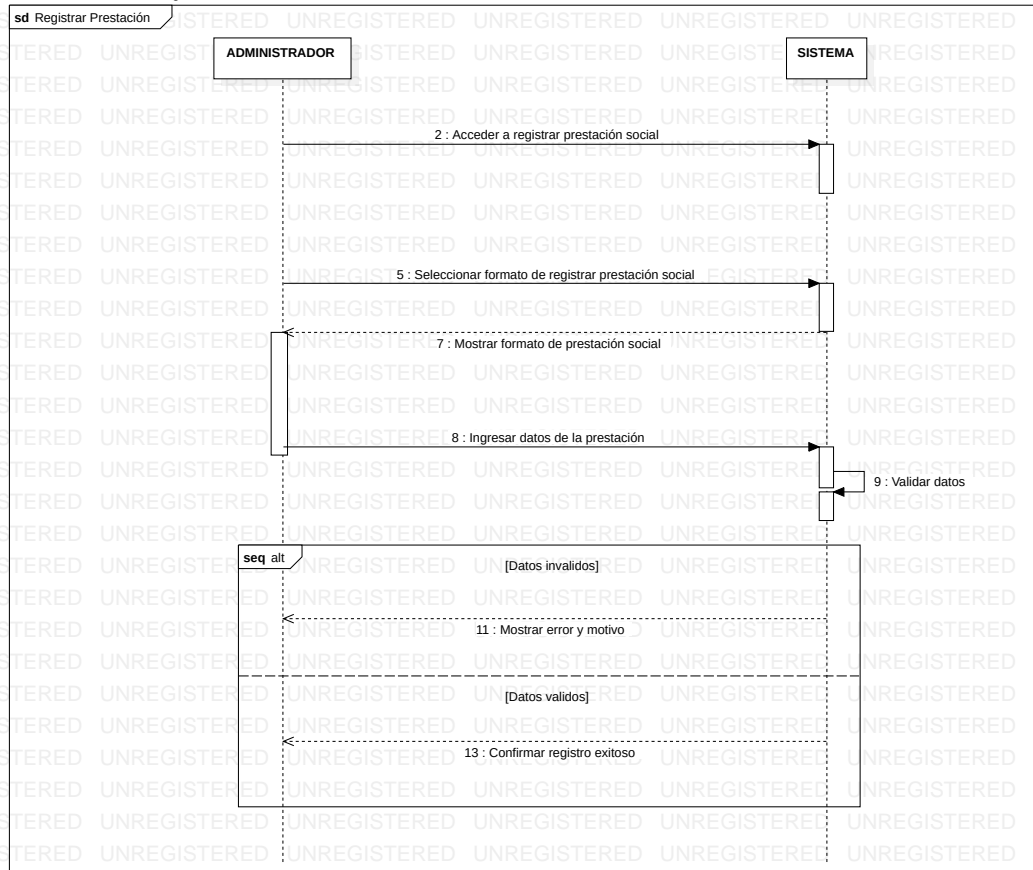 sd Registrar Prestación
ADMINISTRADOR
SISTEMA
2 : Acceder a registrar prestación social
5 : Seleccionar formato de registrar prestación social
7 : Mostrar formato de prestación social
8 : Ingresar datos de la prestación
9 : Validar datos
seq alt
[Datos invalidos]
11 : Mostrar error y motivo
[Datos validos]
13 : Confirmar registro exitoso
UNREGISTERED